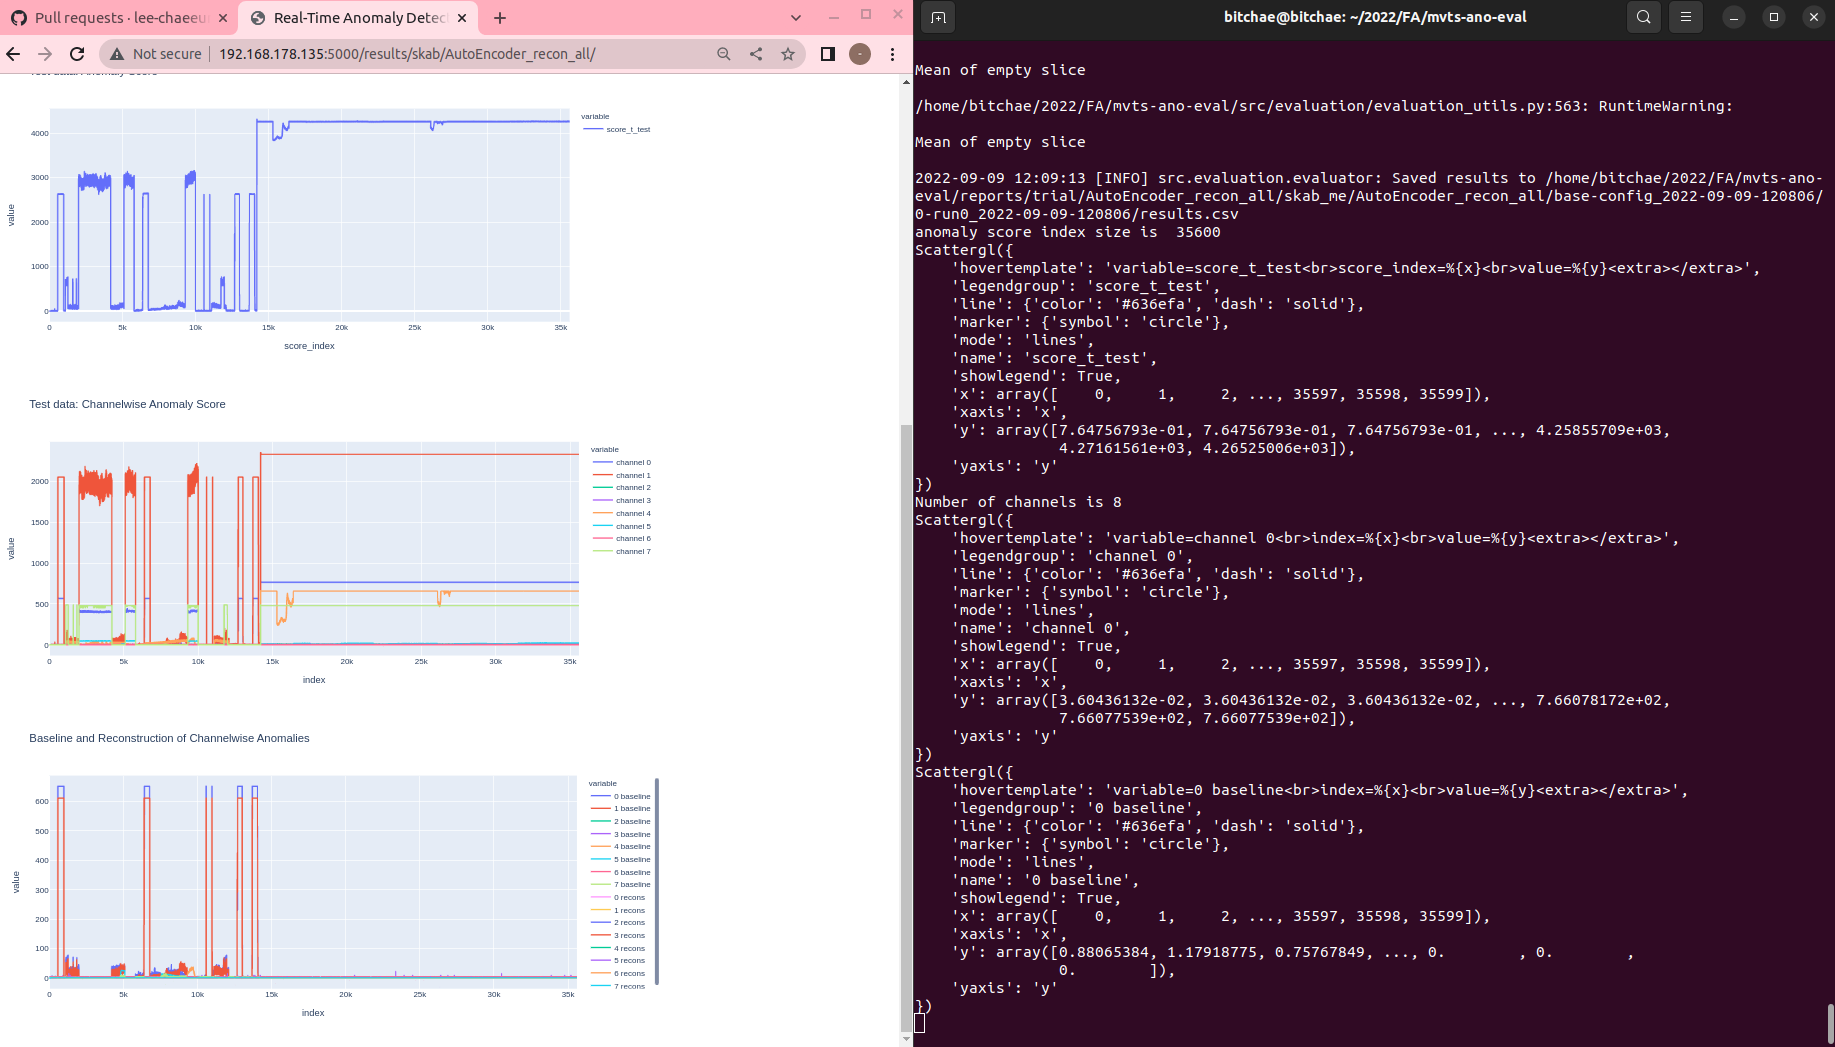 Pull requests · lee-chaeeu
Real-Time Anomaly Detec
Not secure
192.168.178.135:5000/results/skab/AutoEncoder_recon_all/
Test data: Anomaly Score
variable
score_t_test
4000
3000
2000
1000
0
value
0 5k 10k 15k 20k 25k 30k 35k
score_index
Test data: Channelwise Anomaly Score
variable
channel 0
channel 1
channel 2
channel 3
channel 4
channel 5
channel 6
channel 7
2000
1500
1000
500
0
value
0 5k 10k 15k 20k 25k 30k 35k
index
Baseline and Reconstruction of Channelwise Anomalies
variable
0 baseline
1 baseline
2 baseline
3 baseline
4 baseline
5 baseline
6 baseline
7 baseline
0 recons
1 recons
2 recons
3 recons
4 recons
5 recons
6 recons
7 recons
600
500
400
300
200
100
0
value
0 5k 10k 15k 20k 25k 30k 35k
index
bitchae@bitchae: ~/2022/FA/mvts-ano-eval
Mean of empty slice
/home/bitchae/2022/FA/mvts-ano-eval/src/evaluation/evaluation_utils.py:563: RuntimeWarning:
Mean of empty slice
2022-09-09 12:09:13 [INFO] src.evaluation.evaluator: Saved results to /home/bitchae/2022/FA/mvts-ano-
eval/reports/trial/AutoEncoder_recon_all/skab_me/AutoEncoder_recon_all/base-config_2022-09-09-120806/
0-run0_2022-09-09-120806/results.csv
anomaly score index size is  35600
Scattergl({
    'hovertemplate': 'variable=score_t_test<br>score_index=%{x}<br>value=%{y}<extra></extra>',
    'legendgroup': 'score_t_test',
    'line': {'color': '#636efa', 'dash': 'solid'},
    'marker': {'symbol': 'circle'},
    'mode': 'lines',
    'name': 'score_t_test',
    'showlegend': True,
    'x': array([    0,     1,     2, ..., 35597, 35598, 35599]),
    'xaxis': 'x',
    'y': array([7.64756793e-01, 7.64756793e-01, 7.64756793e-01, ..., 4.25855709e+03,
                4.27161561e+03, 4.26525006e+03]),
    'yaxis': 'y'
})
Number of channels is 8
Scattergl({
    'hovertemplate': 'variable=channel 0<br>index=%{x}<br>value=%{y}<extra></extra>',
    'legendgroup': 'channel 0',
    'line': {'color': '#636efa', 'dash': 'solid'},
    'marker': {'symbol': 'circle'},
    'mode': 'lines',
    'name': 'channel 0',
    'showlegend': True,
    'x': array([    0,     1,     2, ..., 35597, 35598, 35599]),
    'xaxis': 'x',
    'y': array([3.60436132e-02, 3.60436132e-02, 3.60436132e-02, ..., 7.66078172e+02,
                7.66077539e+02, 7.66077539e+02]),
    'yaxis': 'y'
})
Scattergl({
    'hovertemplate': 'variable=0 baseline<br>index=%{x}<br>value=%{y}<extra></extra>',
    'legendgroup': '0 baseline',
    'line': {'color': '#636efa', 'dash': 'solid'},
    'marker': {'symbol': 'circle'},
    'mode': 'lines',
    'name': '0 baseline',
    'showlegend': True,
    'x': array([    0,     1,     2, ..., 35597, 35598, 35599]),
    'xaxis': 'x',
    'y': array([0.88065384, 1.17918775, 0.75767849, ..., 0.        , 0.        ,
                0.        ]),
    'yaxis': 'y'
})